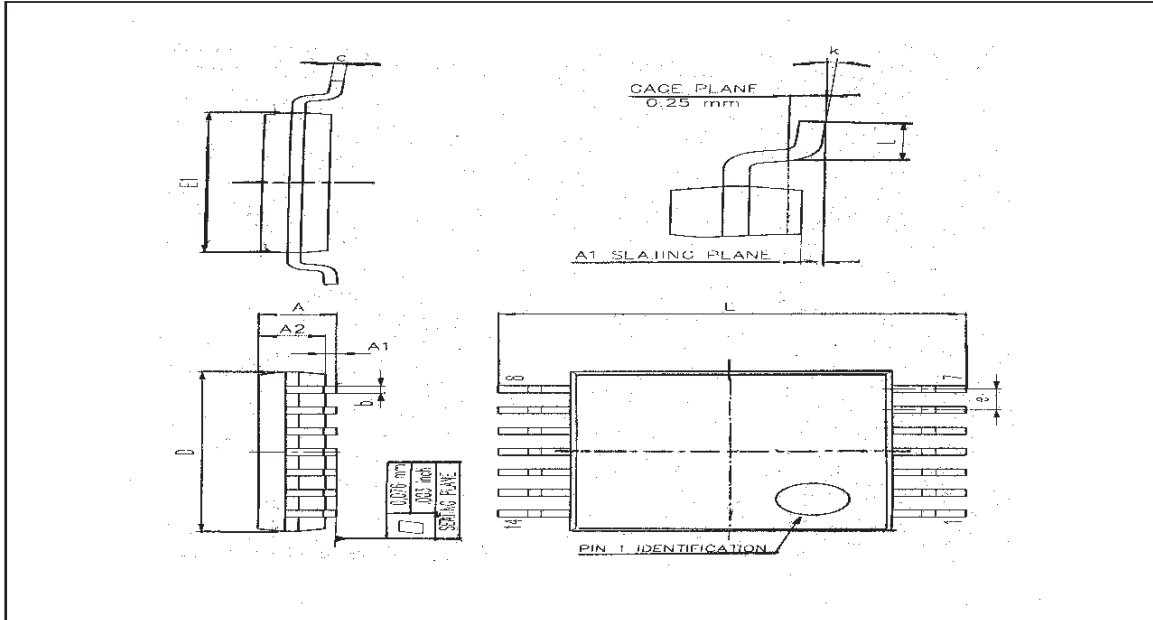 c
k
GAGE PLANE
0.25 mm
E1
L
A1 SEATING PLANE
A
A2
A1
b
D
0.076 mm
.003 inch
SEATING PLANE
E
8
7
e
14
1
PIN 1 IDENTIFICATION